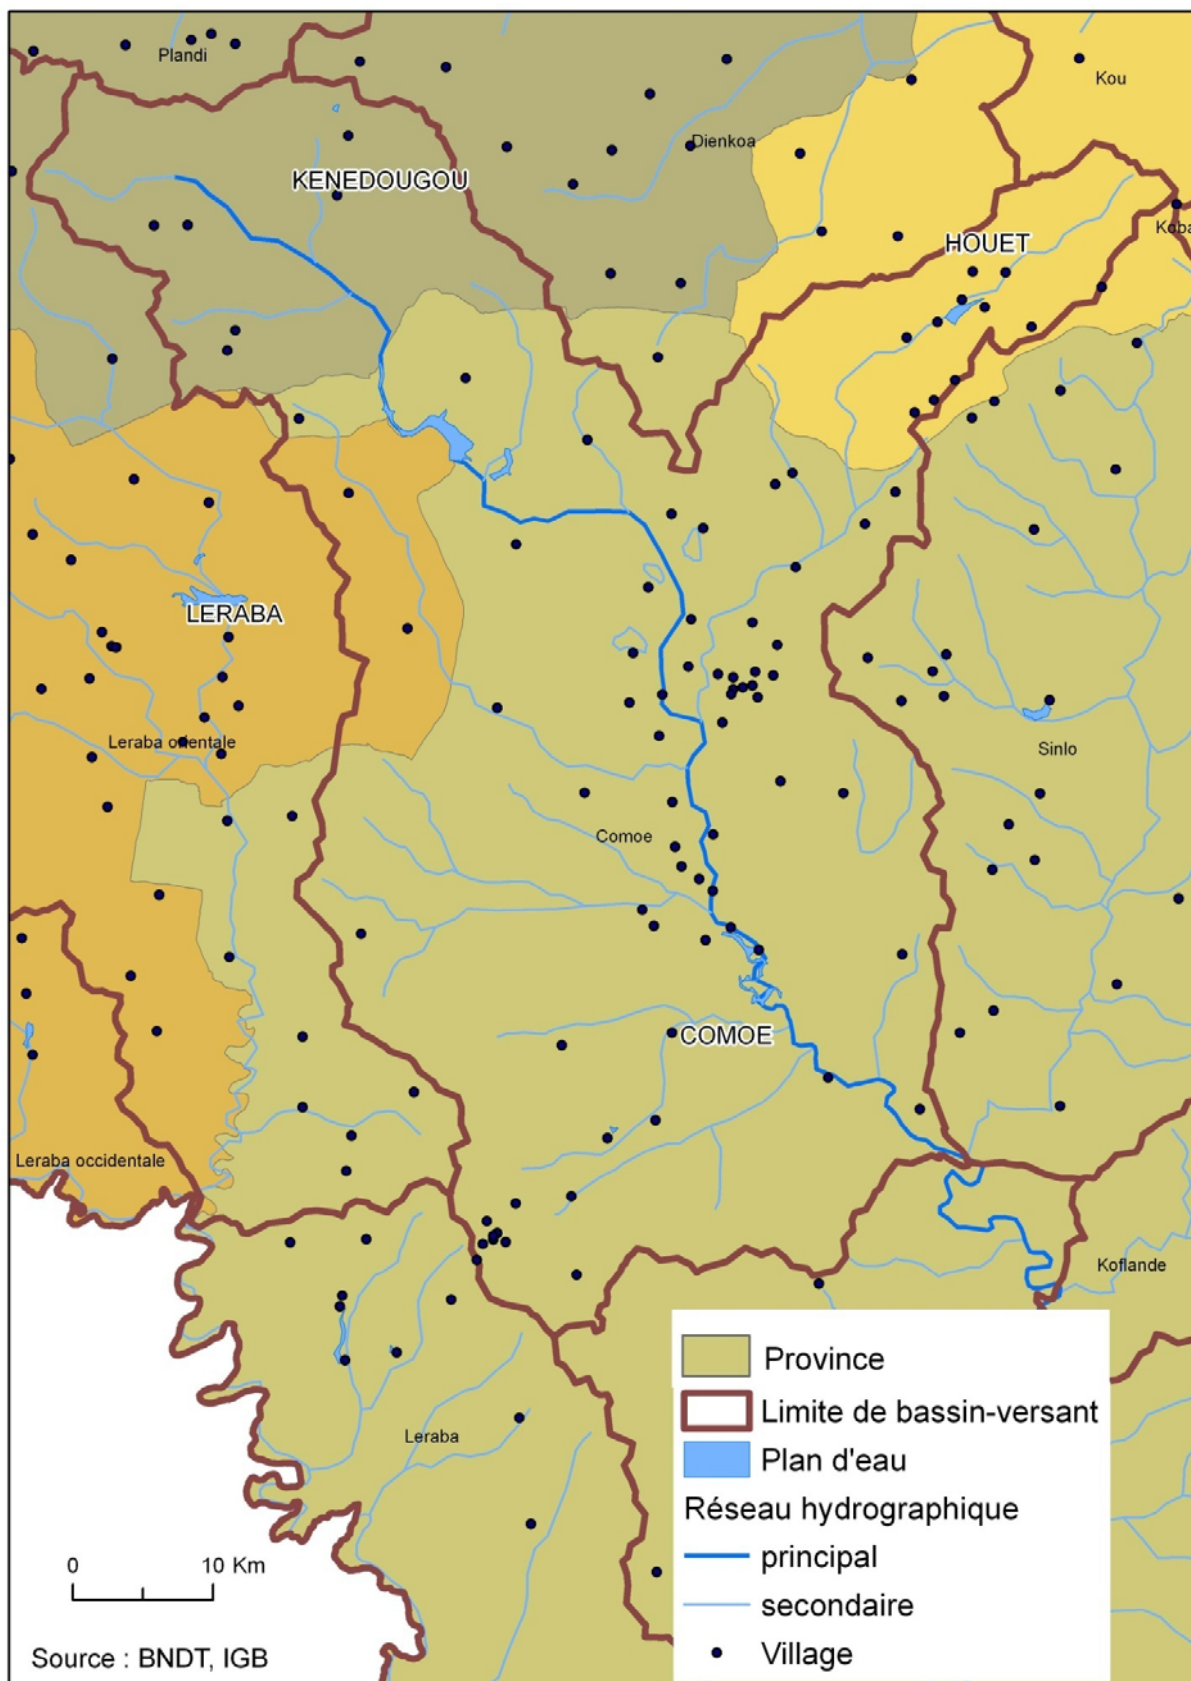 Plandi
Kou
Dienkoa
KENEDOUGOU
Koba
HOUET
LERABA
Leraba orientale
Sinlo
Comoe
COMOE
Leraba occidentale
Koflande
Leraba
Province
Limite de bassin-versant
Plan d'eau
Réseau hydrographique
principal
secondaire
Village
0 10 Km
Source : BNDT, IGB